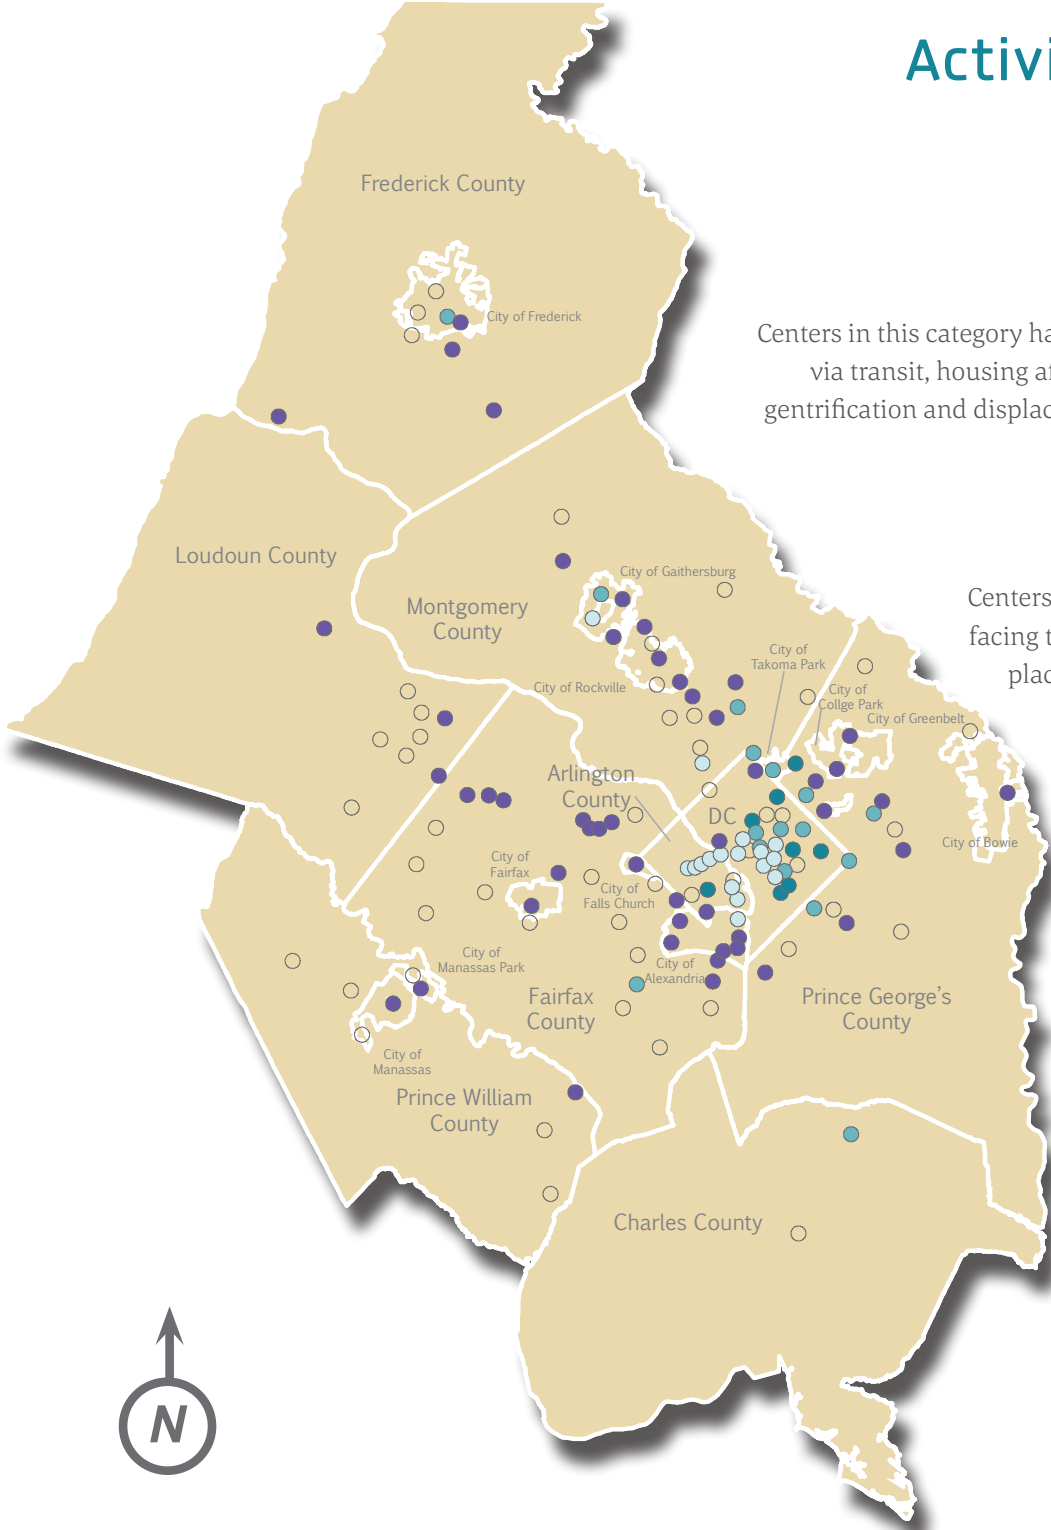 Activi
Frederick County
City of Frederick
Centers in this category ha
via transit, housing af
gentrification and displac
Loudoun County
City of Gaithersburg
Montgomery
County
Centers
facing t
plac
City of
Takoma Park
City of Rockville
City of
Collge Park
City of Greenbelt
Arlington
County
DC
City of Bowie
City of
Fairfax
City of
Falls Church
City of
Manassas Park
City of
Alexandria
Fairfax
County
Prince George's
County
City of
Manassas
Prince William
County
Charles County
N